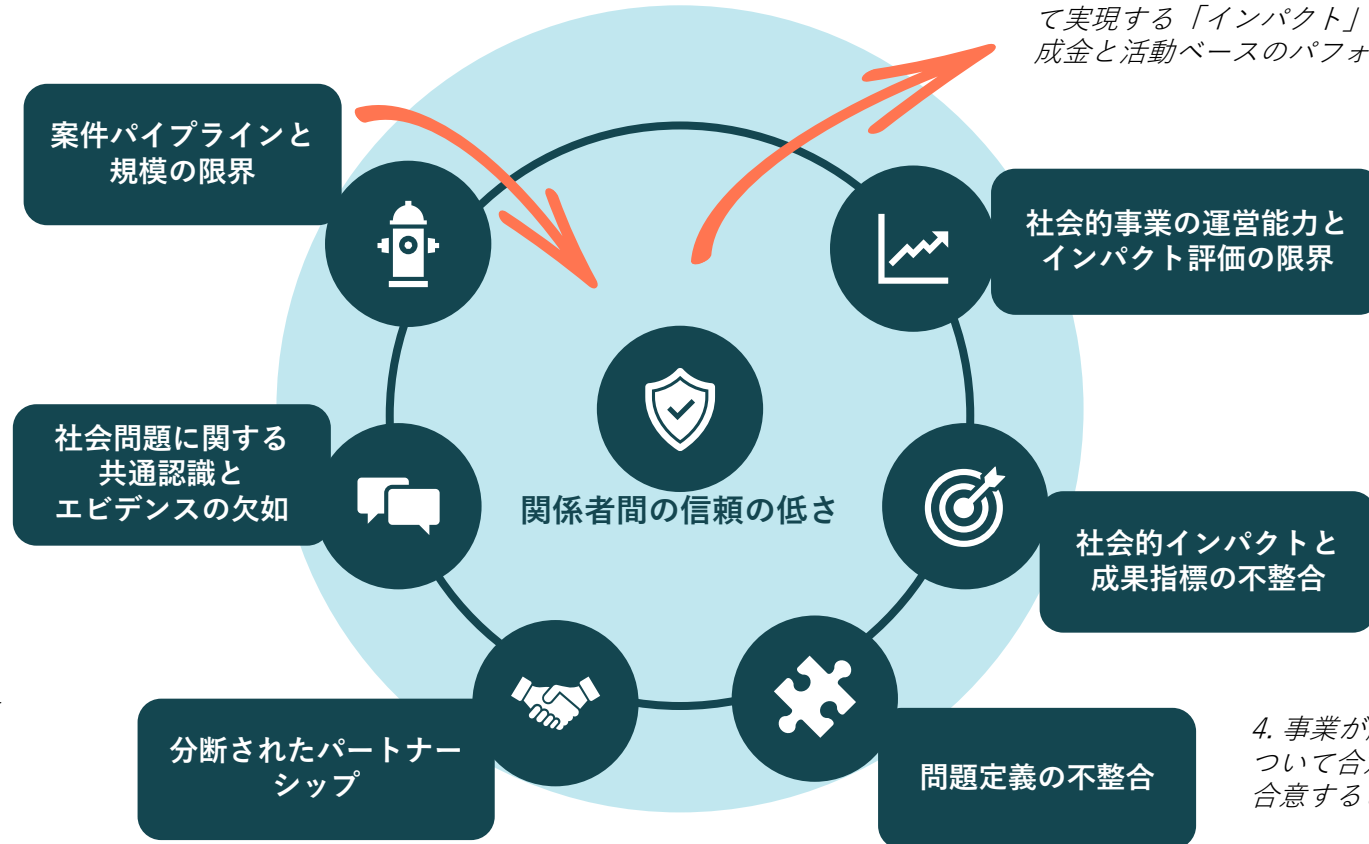 て実現する「インパクト」
成金と活動ベースのパフォ
案件パイプラインと
規模の限界
社会的事業の運営能力と
インパクト評価の限界
社会問題に関する
共通認識と
エビデンスの欠如
関係者間の信頼の低さ
社会的インパクトと
成果指標の不整合
分断されたパートナー
シップ
問題定義の不整合
4. 事業が
ついて合
合意する